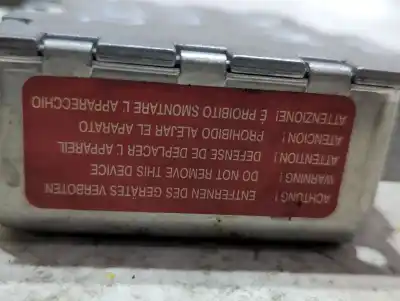 ACHTUNG! ENTFERNEN DES GERÄTES VERBOTEN
WARNING! DO NOT REMOVE THIS DEVICE
ATTENTION! DEFENSE DE DEPLACER L APPAREIL
ATENCION! PROHIBIDO ALEJAR EL APARATO
ATTENZIONE! É PROIBITO SMONTARE L APPARECCHIO